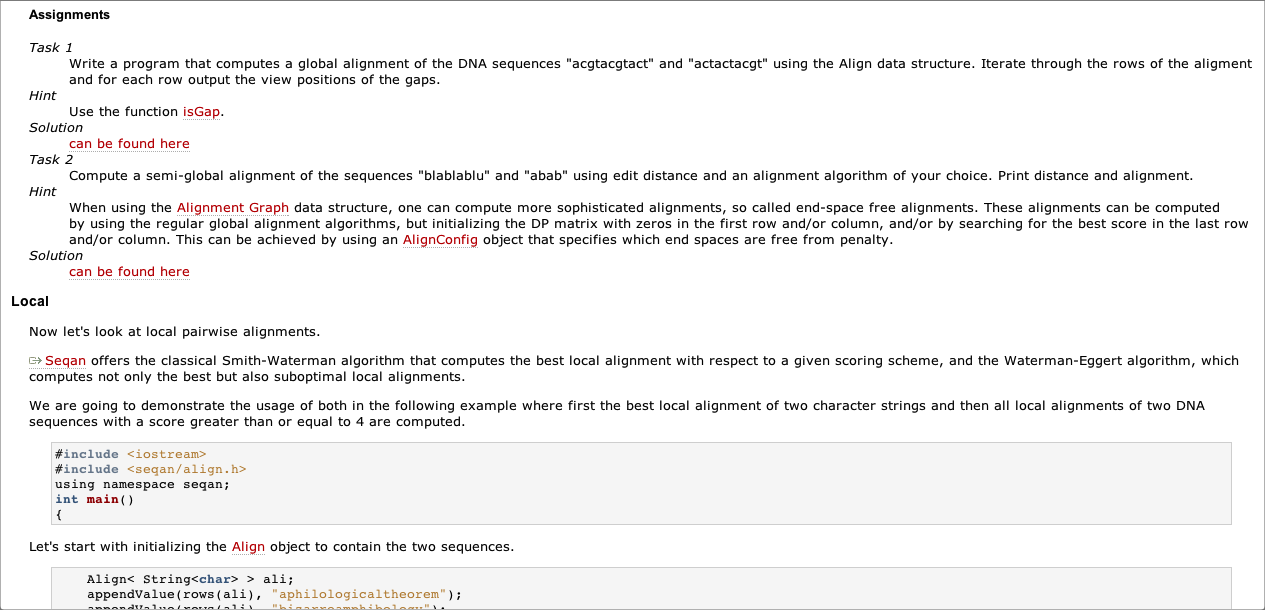 Assignments
Task 1
Write a program that computes a global alignment of the DNA sequences "acgtacgtact" and "actactacgt" using the Align data structure. Iterate through the rows of the aligment
and for each row output the view positions of the gaps.
Hint
Use the function isGap.
Solution
can be found here
Task 2
Compute a semi-global alignment of the sequences "blablablu" and "abab" using edit distance and an alignment algorithm of your choice. Print distance and alignment.
Hint
When using the Alignment Graph data structure, one can compute more sophisticated alignments, so called end-space free alignments. These alignments can be computed
by using the regular global alignment algorithms, but initializing the DP matrix with zeros in the first row and/or column, and/or by searching for the best score in the last row
and/or column. This can be achieved by using an AlignConfig object that specifies which end spaces are free from penalty.
Solution
can be found here
Local
Now let's look at local pairwise alignments.
Seqan offers the classical Smith-Waterman algorithm that computes the best local alignment with respect to a given scoring scheme, and the Waterman-Eggert algorithm, which
computes not only the best but also suboptimal local alignments.
We are going to demonstrate the usage of both in the following example where first the best local alignment of two character strings and then all local alignments of two DNA
sequences with a score greater than or equal to 4 are computed.
#include <iostream>
#include <seqan/align.h>
using namespace seqan;
int main()
{
Let's start with initializing the Align object to contain the two sequences.
Align< String<char> > ali;
appendValue(rows(ali), "aphilologicaltheorem");
appendValue(rows(ali), "bizarreamphibology");